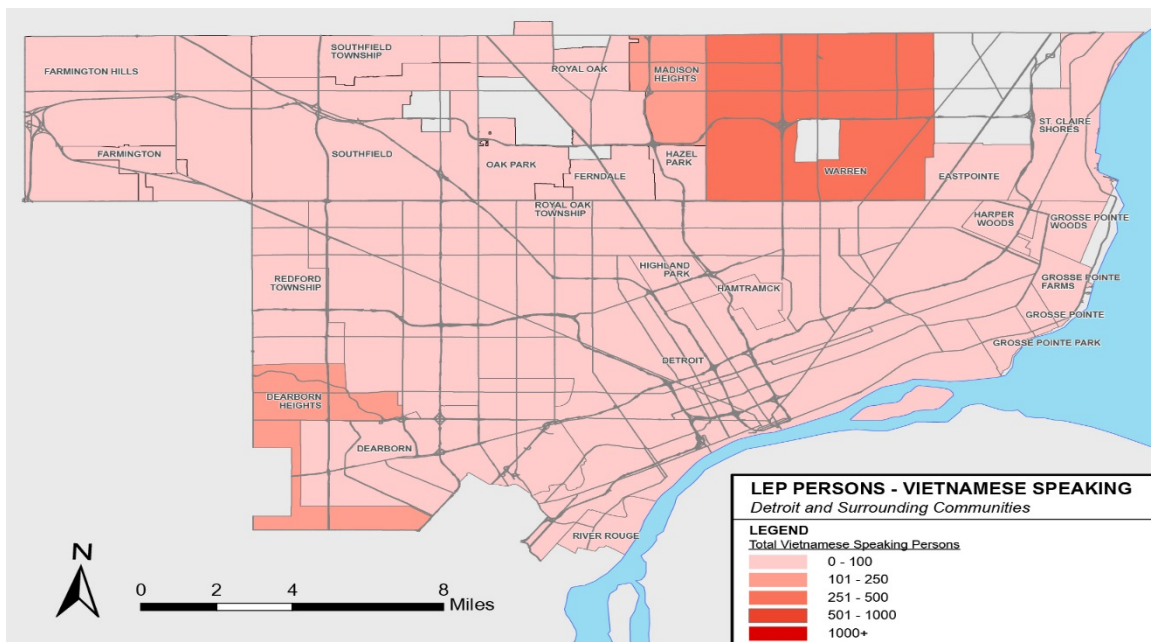 SOUTHFIELD
TOWNSHIP
FARMINGTON HILLS
ROYAL OAK
MADISON
HEIGHTS
ST. CLAIRE
SHORES
FARMINGTON
SOUTHFIELD
OAK PARK
HAZEL
PARK
FERNDALE
WARREN
EASTPOINTE
ROYAL OAK
TOWNSHIP
HARPER
WOODS
GROSSE POINTE
WOODS
REDFORD
TOWNSHIP
HIGHLAND
PARK
HAMTRAMCK
GROSSE POINTE
FARMS
GROSSE POINTE
GROSSE POINTE PARK
DETROIT
DEARBORN
HEIGHTS
DEARBORN
RIVER ROUGE
N
0 2 4 8
Miles
LEP PERSONS - VIETNAMESE SPEAKING
Detroit and Surrounding Communities
LEGEND
Total Vietnamese Speaking Persons
0 - 100
101 - 250
251 - 500
501 - 1000
1000+